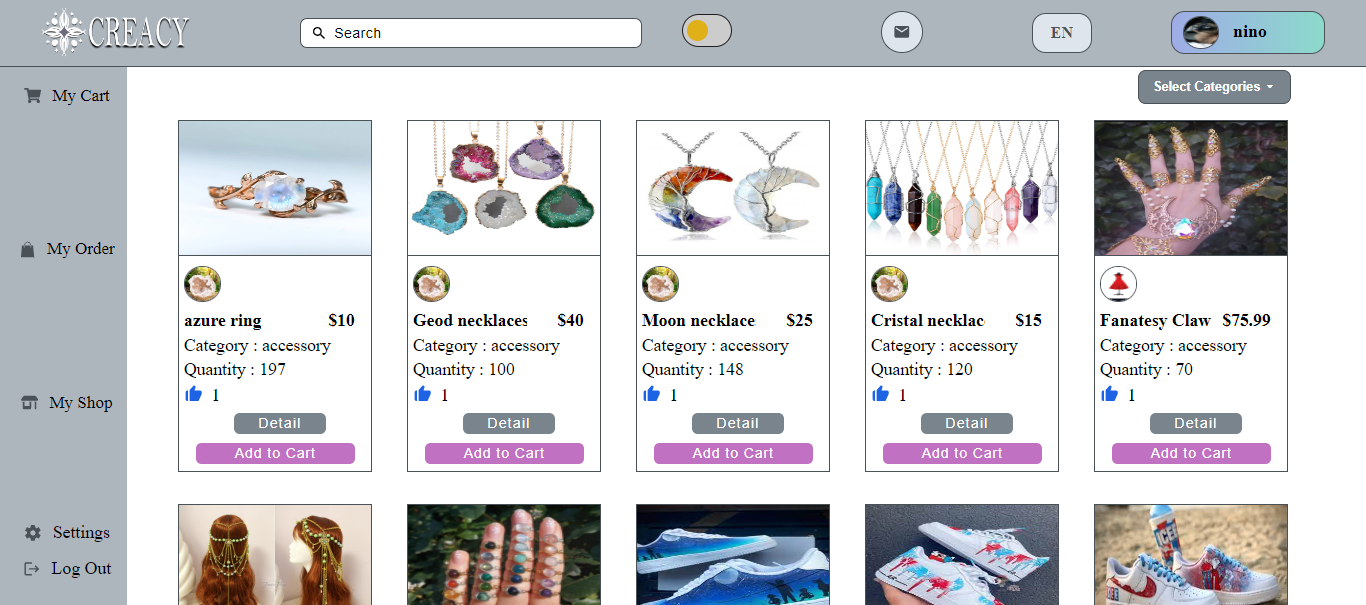 CREACY
Search
EN
nino
Select Categories
My Cart
My Order
My Shop
Settings
Log Out
azure ring $10
Category : accessory
Quantity : 197
1
Detail
Add to Cart
Geod necklaces $40
Category : accessory
Quantity : 100
1
Detail
Add to Cart
Moon necklace $25
Category : accessory
Quantity : 148
1
Detail
Add to Cart
Cristal necklac $15
Category : accessory
Quantity : 120
1
Detail
Add to Cart
Fanatesy Claw $75.99
Category : accessory
Quantity : 70
1
Detail
Add to Cart
ICEE